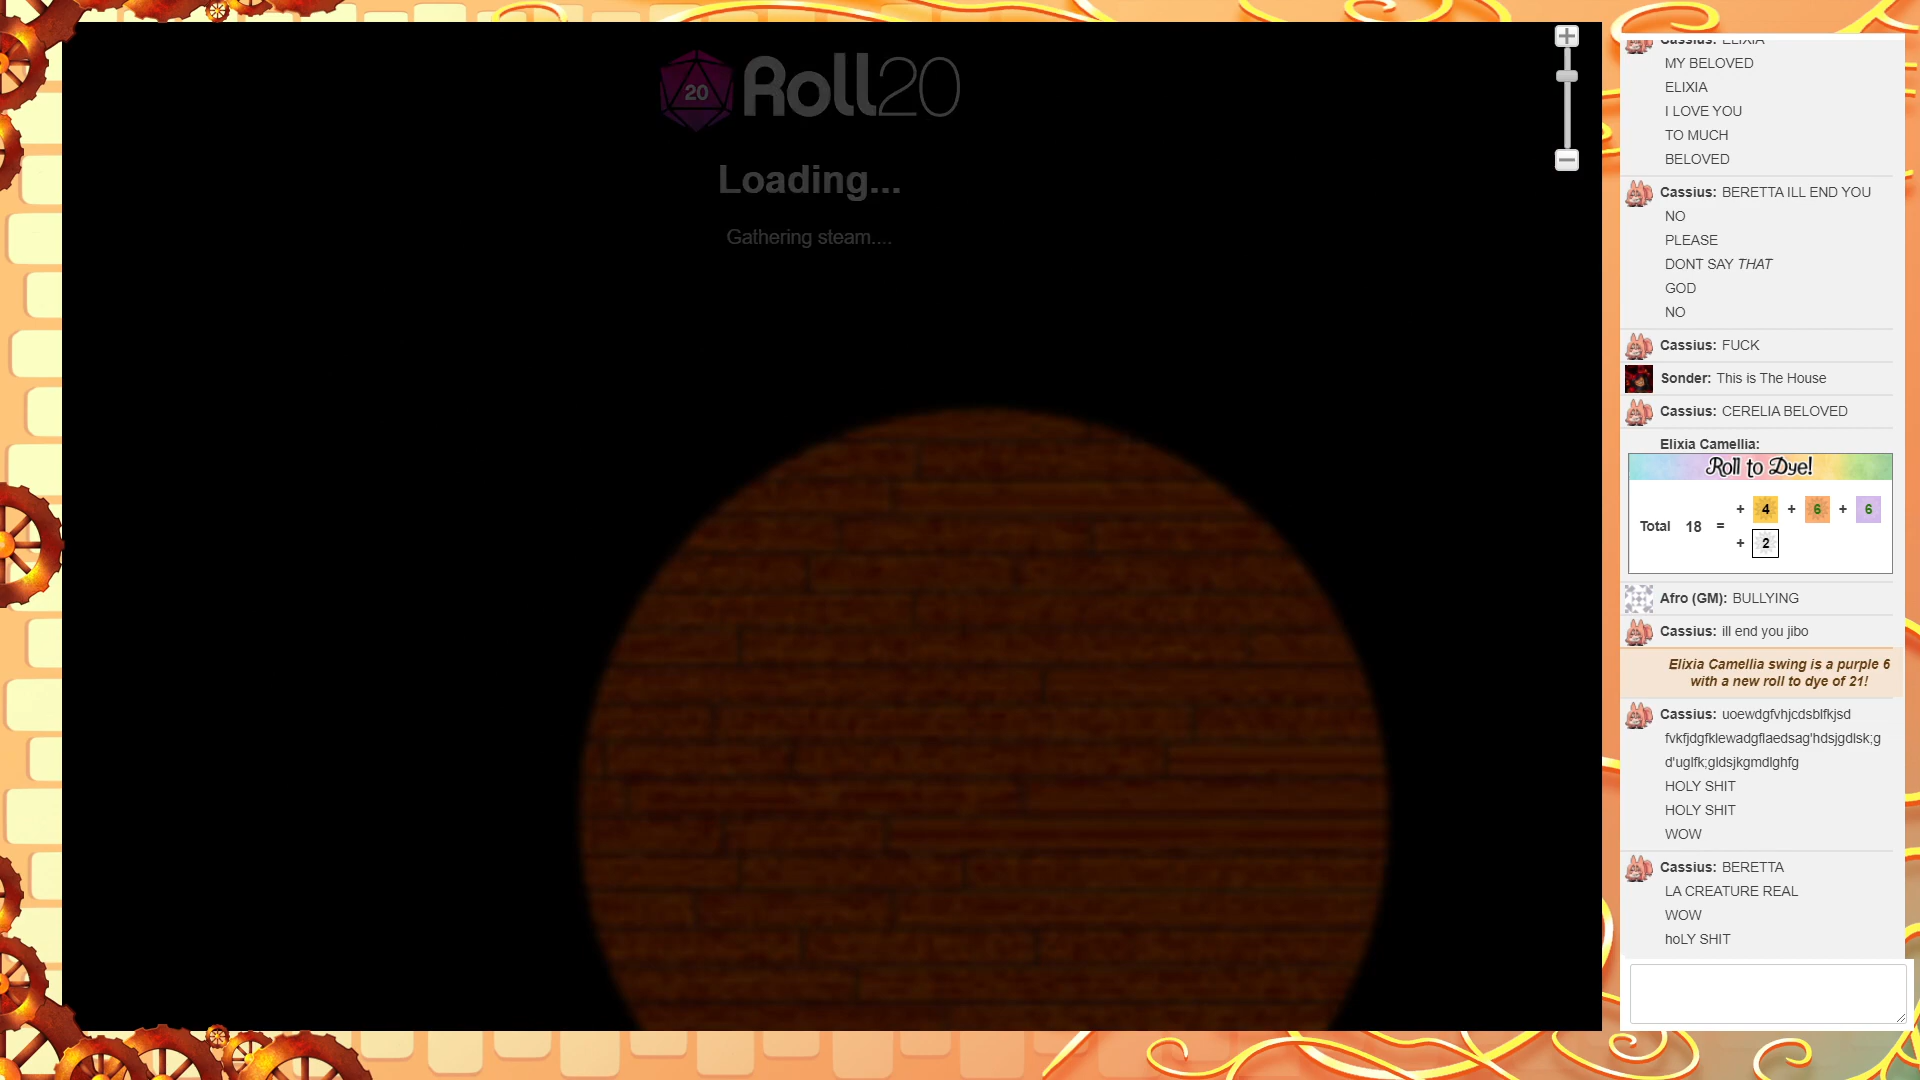 20 Roll20
Loading...
Gathering steam....
Cassius: ELIXIA
MY BELOVED
ELIXIA
I LOVE YOU
TO MUCH
BELOVED
Cassius: BERETTA ILL END YOU
NO
PLEASE
DONT SAY THAT
GOD
NO
Cassius: FUCK
Sonder: This is The House
Cassius: CERELIA BELOVED
Elixia Camellia:
Roll to Dye!
+ 4 + 6 + 6
Total 18 =
+ 2
Afro (GM): BULLYING
Cassius: ill end you jibo
Elixia Camellia swing is a purple 6
with a new roll to dye of 21!
Cassius: uoewdgfvhjcdsblfkjsd
fvkfjdgfklewadgflaedsag'hdsjgdlsk;g
d'uglfk;gldsjkgmdlghfg
HOLY SHIT
HOLY SHIT
WOW
Cassius: BERETTA
LA CREATURE REAL
WOW
hoLY SHIT